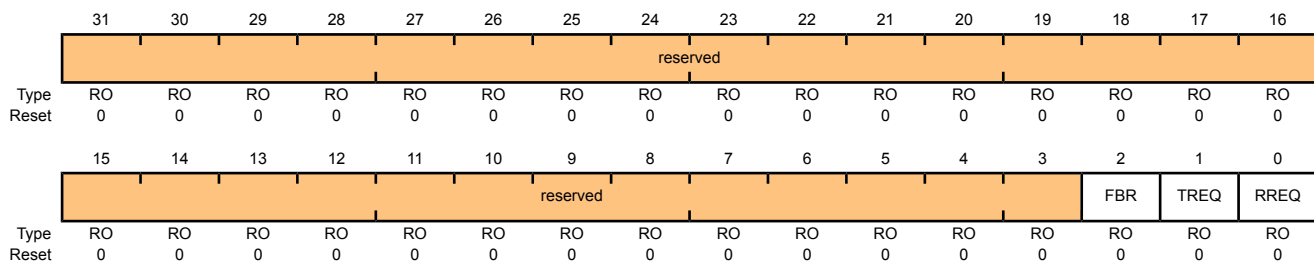 31 30 29 28 27 26 25 24 23 22 21 20 19 18 17 16
reserved
Type RO RO RO RO RO RO RO RO RO RO RO RO RO RO RO RO
Reset 0 0 0 0 0 0 0 0 0 0 0 0 0 0 0 0
15 14 13 12 11 10 9 8 7 6 5 4 3 2 1 0
reserved FBR TREQ RREQ
Type RO RO RO RO RO RO RO RO RO RO RO RO RO RO RO RO
Reset 0 0 0 0 0 0 0 0 0 0 0 0 0 0 0 0